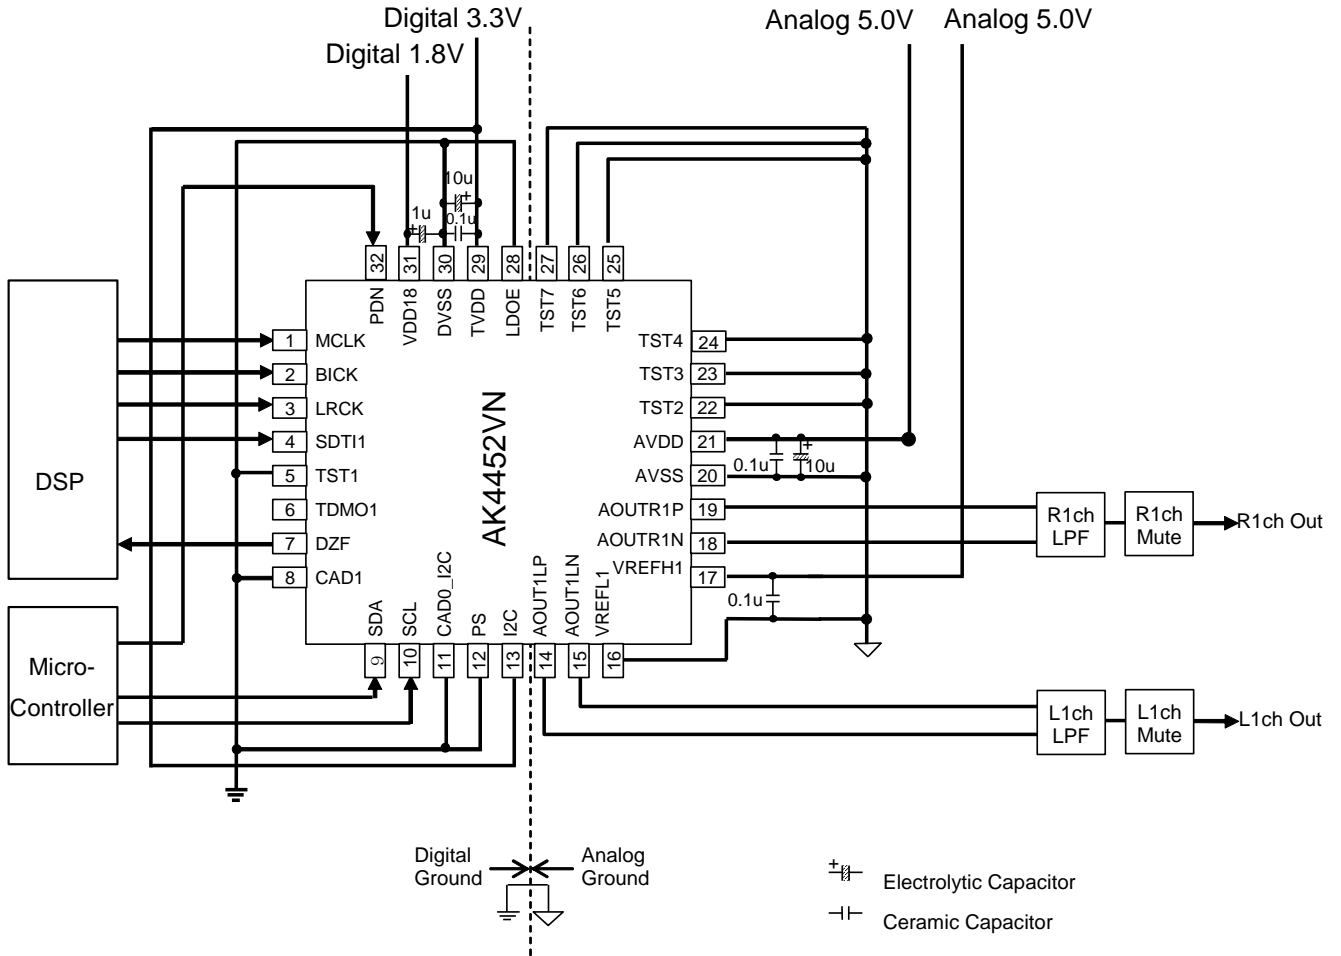 Digital 3.3V
Digital 1.8V
Analog 5.0V
Analog 5.0V
10u
1u
0.1u
32
31
30
29
28
27
26
25
PDN
VDD18
DVSS
TVDD
LDOE
TST7
TST6
TST5
DSP
1 MCLK
2 BICK
3 LRCK
4 SDTI1
5 TST1
6 TDMO1
7 DZF
8 CAD1
AK4452VN
TST4 24
TST3 23
TST2 22
AVDD 21
AVSS 20
AOUTR1P 19
AOUTR1N 18
VREFH1 17
0.1u
10u
0.1u
R1ch
LPF
R1ch
Mute
R1ch Out
Micro-
Controller
SDA
SCL
CAD0_I2C
PS
I2C
AOUT1LP
AOUT1LN
VREFL1
9
10
11
12
13
14
15
16
L1ch
LPF
L1ch
Mute
L1ch Out
Digital
Ground
Analog
Ground
+
Electrolytic Capacitor
Ceramic Capacitor